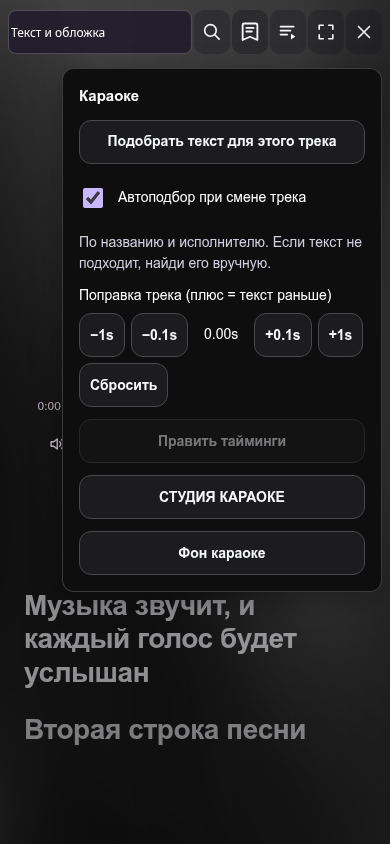 Текст и обложка
Караоке
Подобрать текст для этого трека
Автоподбор при смене трека
По названию и исполнителю. Если текст не
подходит, найди его вручную.
Поправка трека (плюс = текст раньше)
−1s −0.1s 0.00s +0.1s +1s
Сбросить
0:00
Править тайминги
СТУДИЯ КАРАОКЕ
Фон караоке
Музыка звучит, и
каждый голос будет
услышан
Вторая строка песни